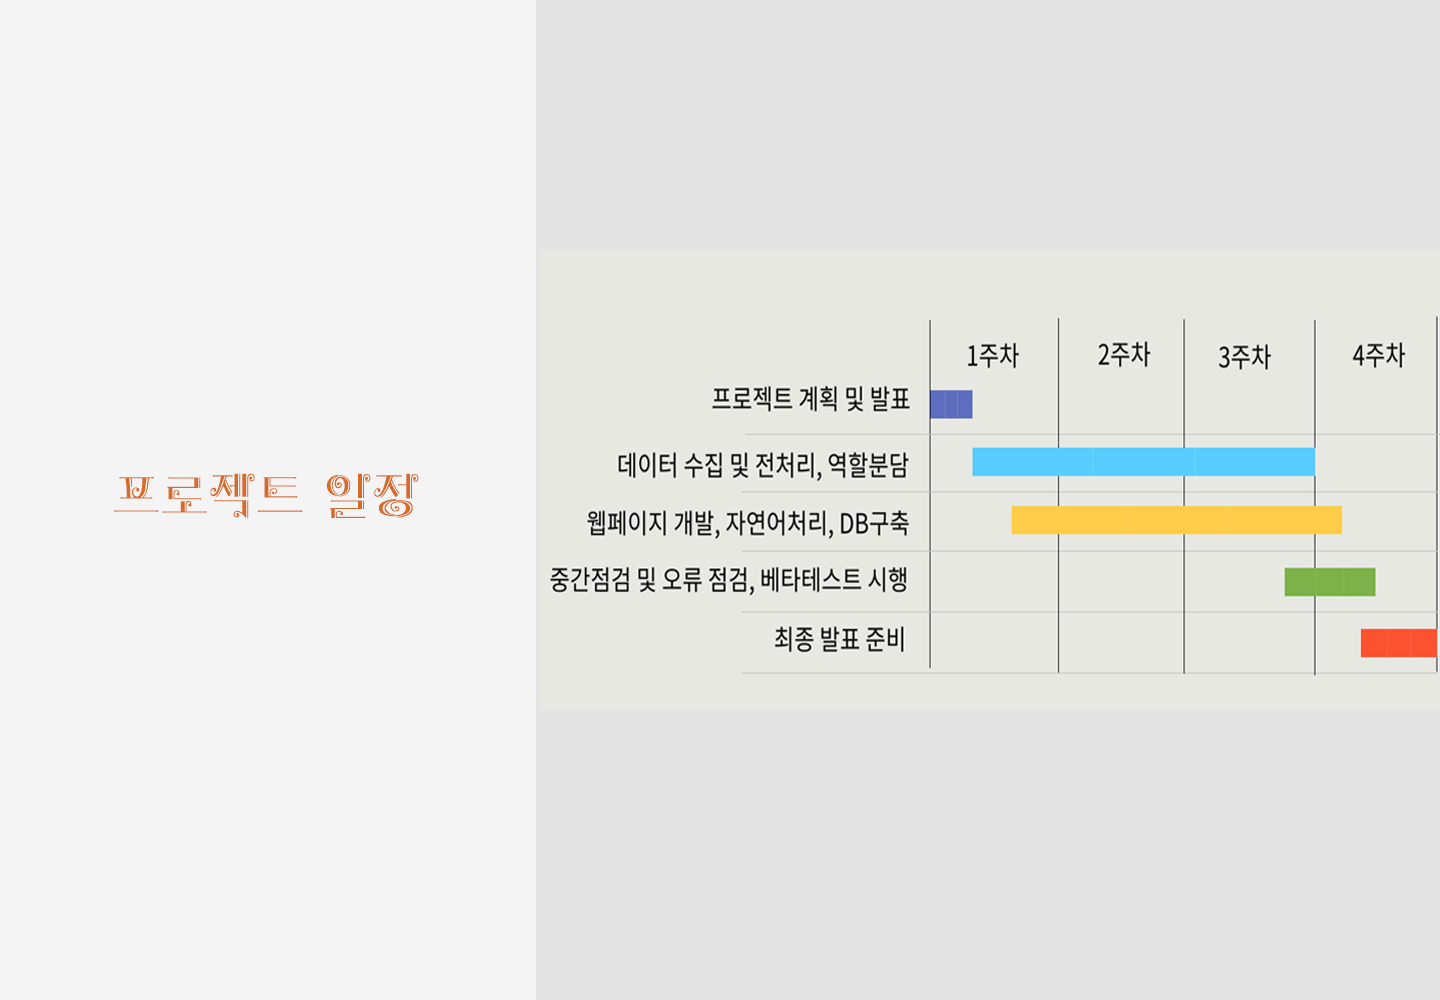 프로젝트 일정
1주차 2주차 3주차 4주차
프로젝트 계획 및 발표
데이터 수집 및 전처리, 역할분담
웹페이지 개발, 자연어처리, DB구축
중간점검 및 오류 점검, 베타테스트 시행
최종 발표 준비